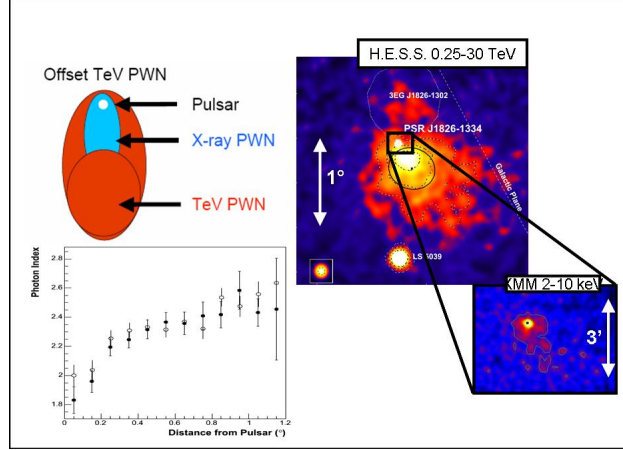 H.E.S.S. 0.25-30 TeV
Offset TeV PWN
Pulsar
X-ray PWN
TeV PWN
3EG J1826-1302
PSR J1826-1334
1°
Galactic Plane
LS 5039
XMM 2-10 keV
3'
Photon Index
2.8
2.6
2.4
2.2
2
1.8
0
0.2
0.4
0.6
0.8
1
1.2
Distance from Pulsar (°)